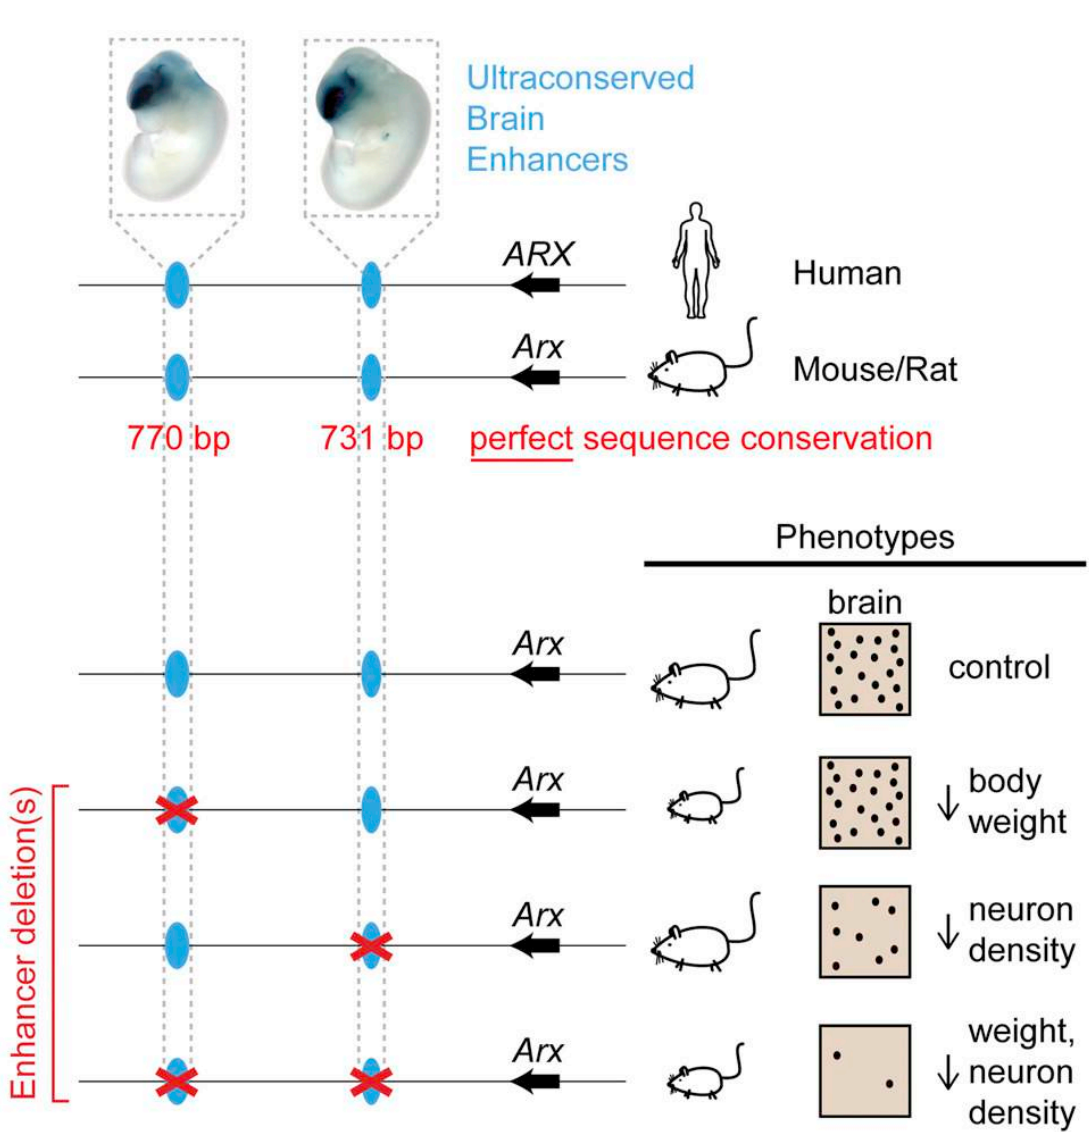 Ultraconserved
Brain
Enhancers
ARX
Human
Arx
Mouse/Rat
770 bp 731 bp perfect sequence conservation
Phenotypes
brain
Arx
control
Enhancer deletion(s)
Arx
↓ body
weight
Arx
↓ neuron
density
Arx
↓ weight,
neuron
density